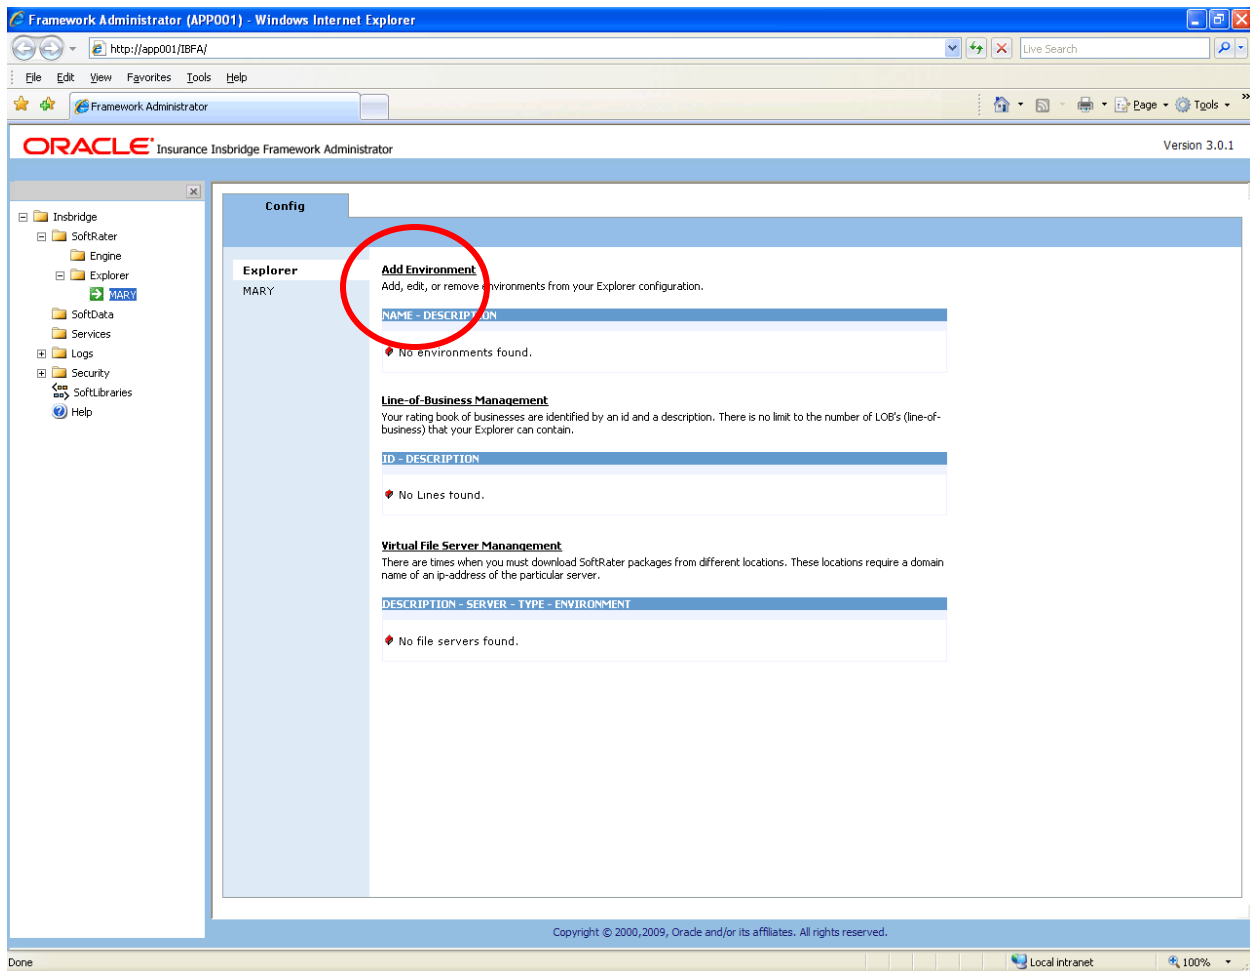 Framework Administrator (APP001) - Windows Internet Explorer
http://app001/IBFA/
Live Search
File Edit View Favorites Tools Help
Framework Administrator
Page Tools »
ORACLE Insurance Insbridge Framework Administrator
Version 3.0.1
Insbridge
SoftRater
Engine
Explorer
MARY
SoftData
Services
Logs
Security
SoftLibraries
Help
Config
Explorer
MARY
Add Environment
Add, edit, or remove environments from your Explorer configuration.
NAME - DESCRIPTION
No environments found.
Line-of-Business Management
Your rating book of businesses are identified by an id and a description. There is no limit to the number of LOB's (line-of-
business) that your Explorer can contain.
ID - DESCRIPTION
No Lines found.
Virtual File Server Manangement
There are times when you must download SoftRater packages from different locations. These locations require a domain
name of an ip-address of the particular server.
DESCRIPTION - SERVER - TYPE - ENVIRONMENT
No file servers found.
Copyright © 2000,2009, Oracle and/or its affiliates. All rights reserved.
Done
Local intranet
100%